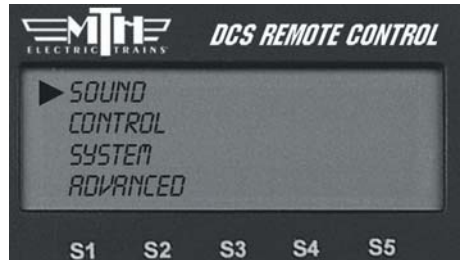 MTH DCS REMOTE CONTROL
ELECTRIC TRAINS
SOUND
CONTROL
SYSTEM
ADVANCED
S1 S2 S3 S4 S5